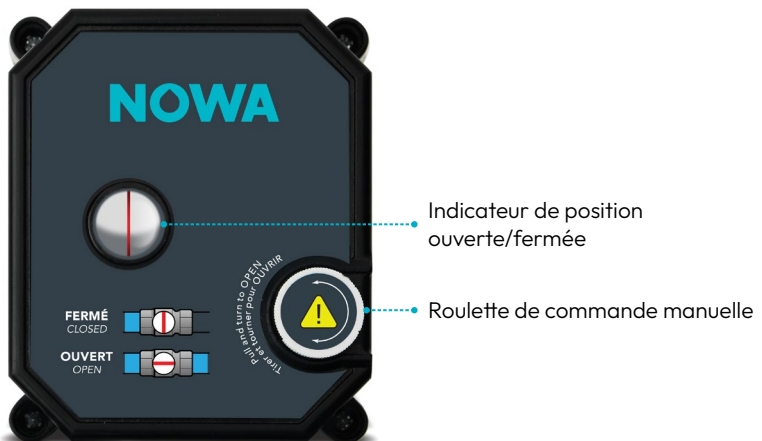 NOWA
Indicateur de position
ouverte/fermée
Pull and turn to OPEN
Tirer et tourner pour OUVRIR
Roulette de commande manuelle
FERMÉ
CLOSED
OUVERT
OPEN